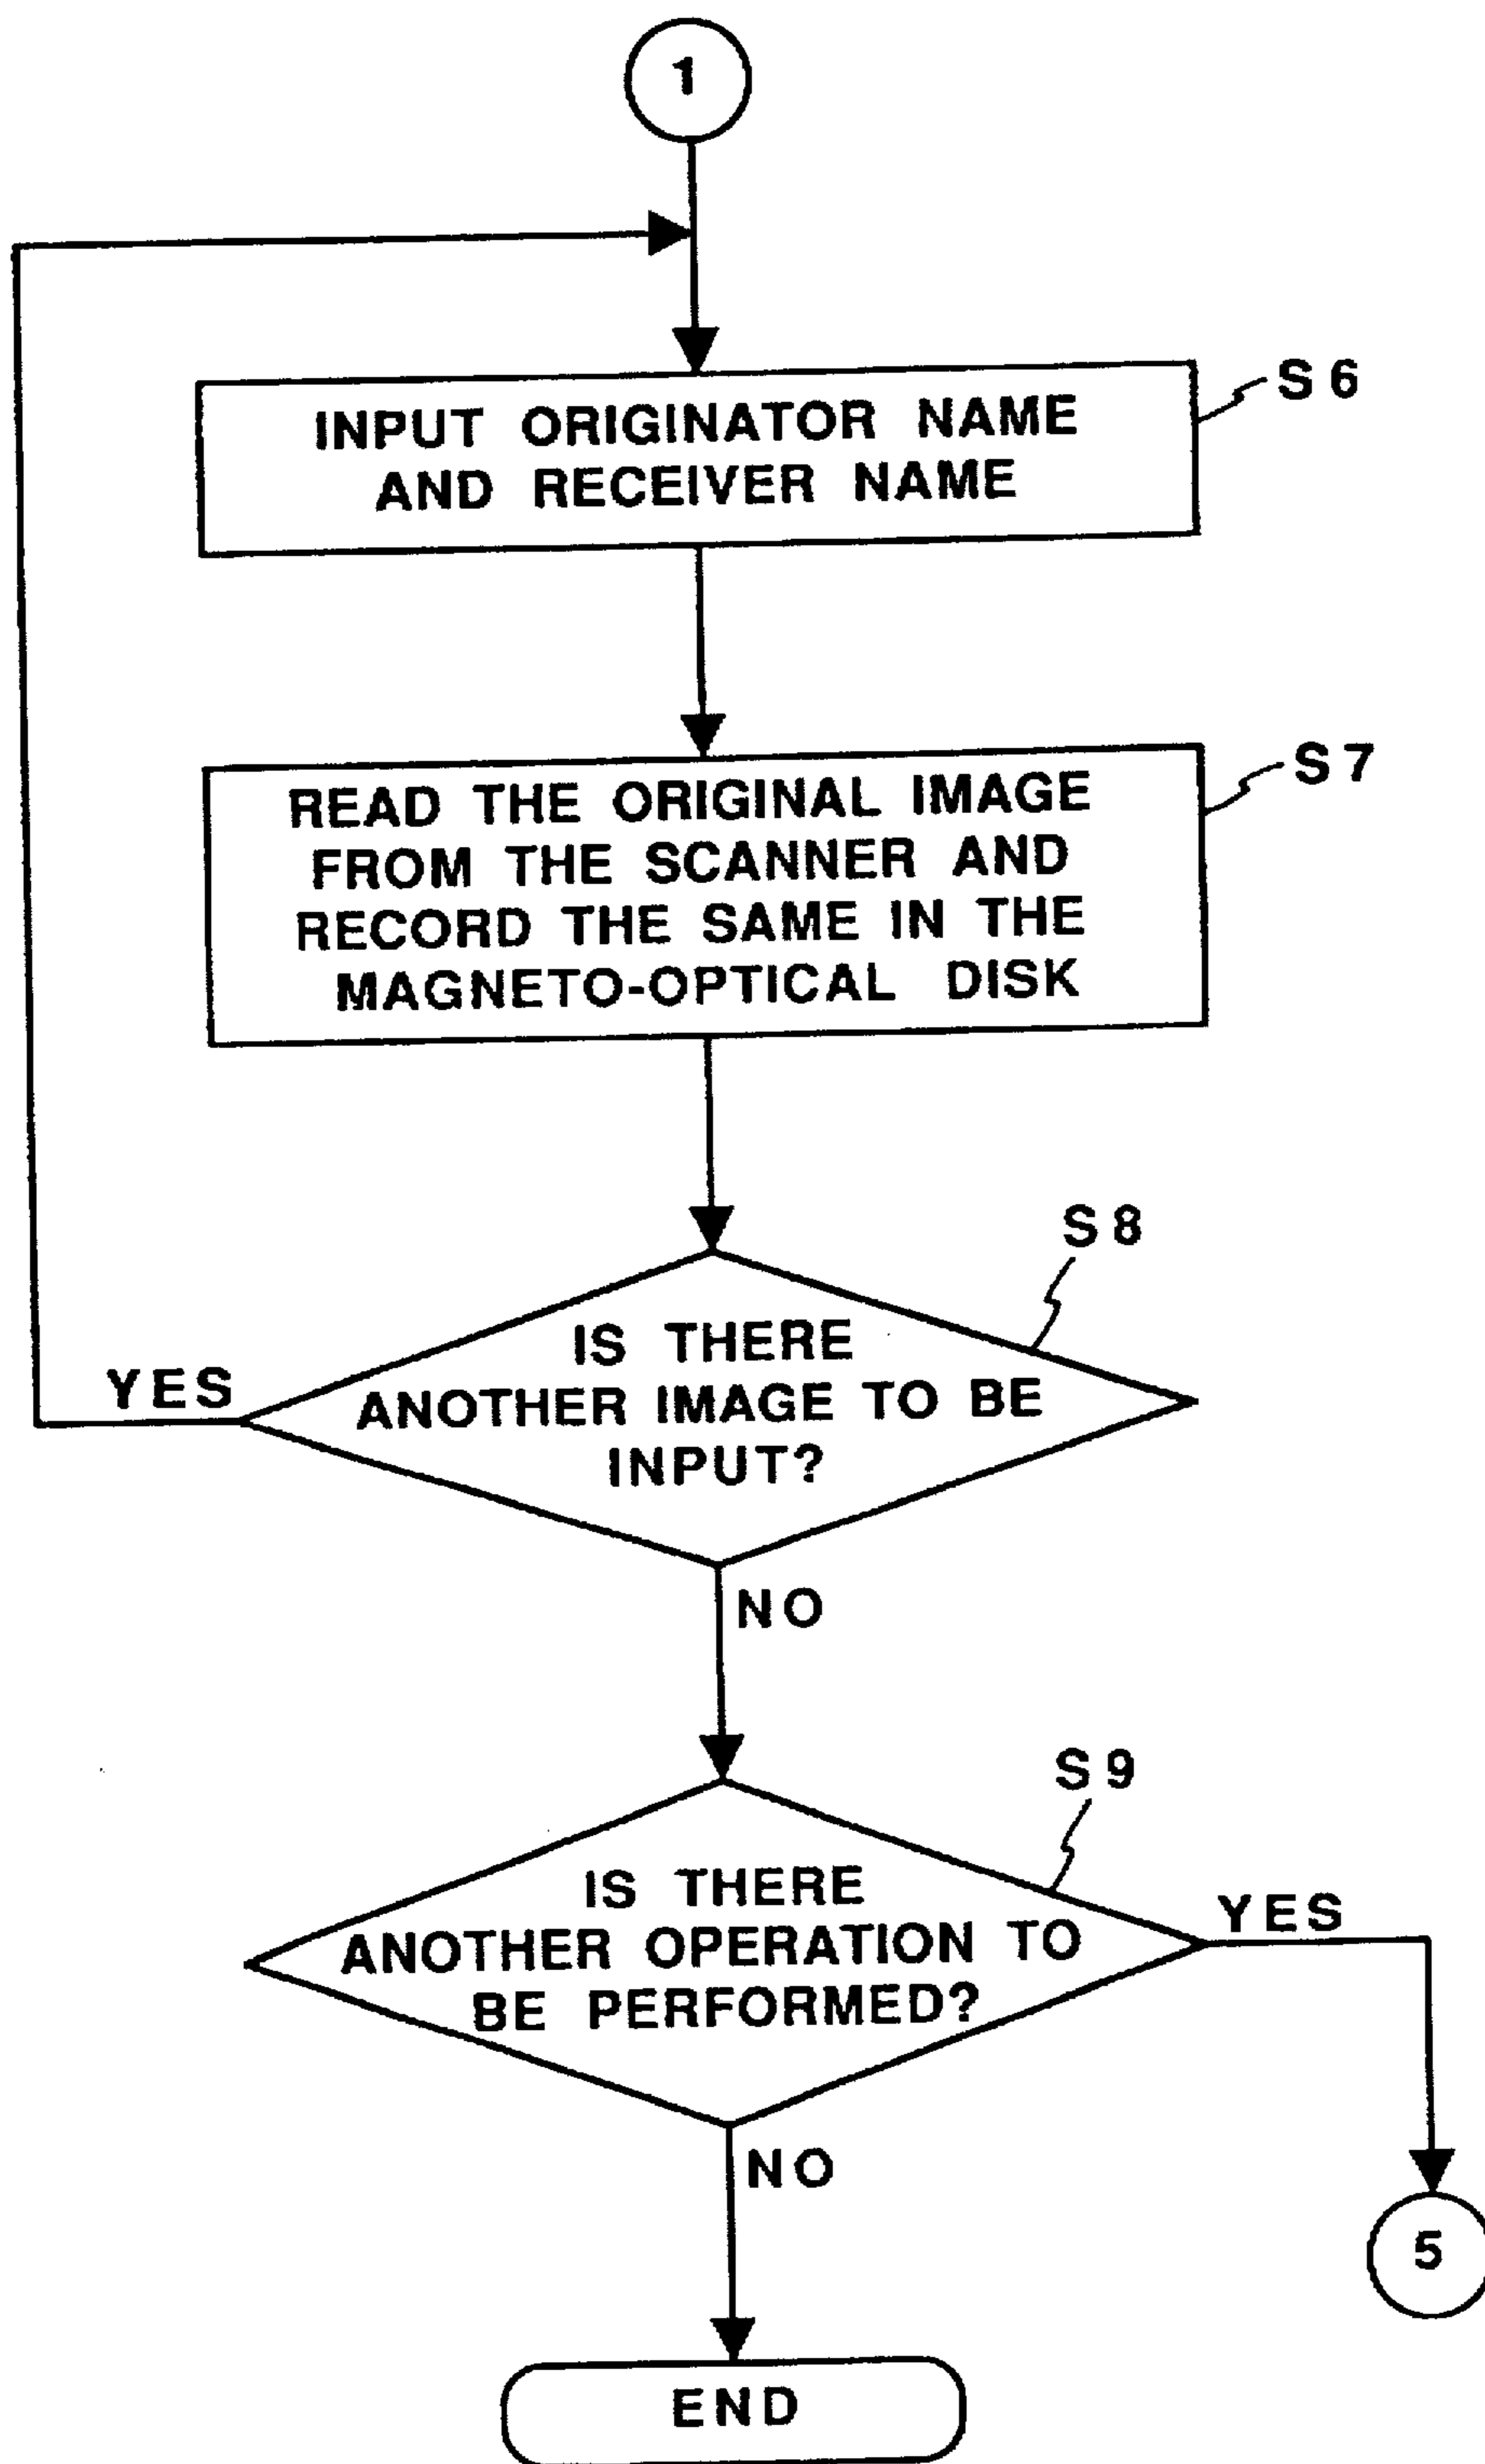 1
INPUT ORIGINATOR NAME
AND RECEIVER NAME
S6
READ THE ORIGINAL IMAGE
FROM THE SCANNER AND
RECORD THE SAME IN THE
MAGNETO-OPTICAL DISK
S7
S8
IS THERE
ANOTHER IMAGE TO BE
INPUT?
YES
NO
S9
IS THERE
ANOTHER OPERATION TO
BE PERFORMED?
YES
NO
5
END